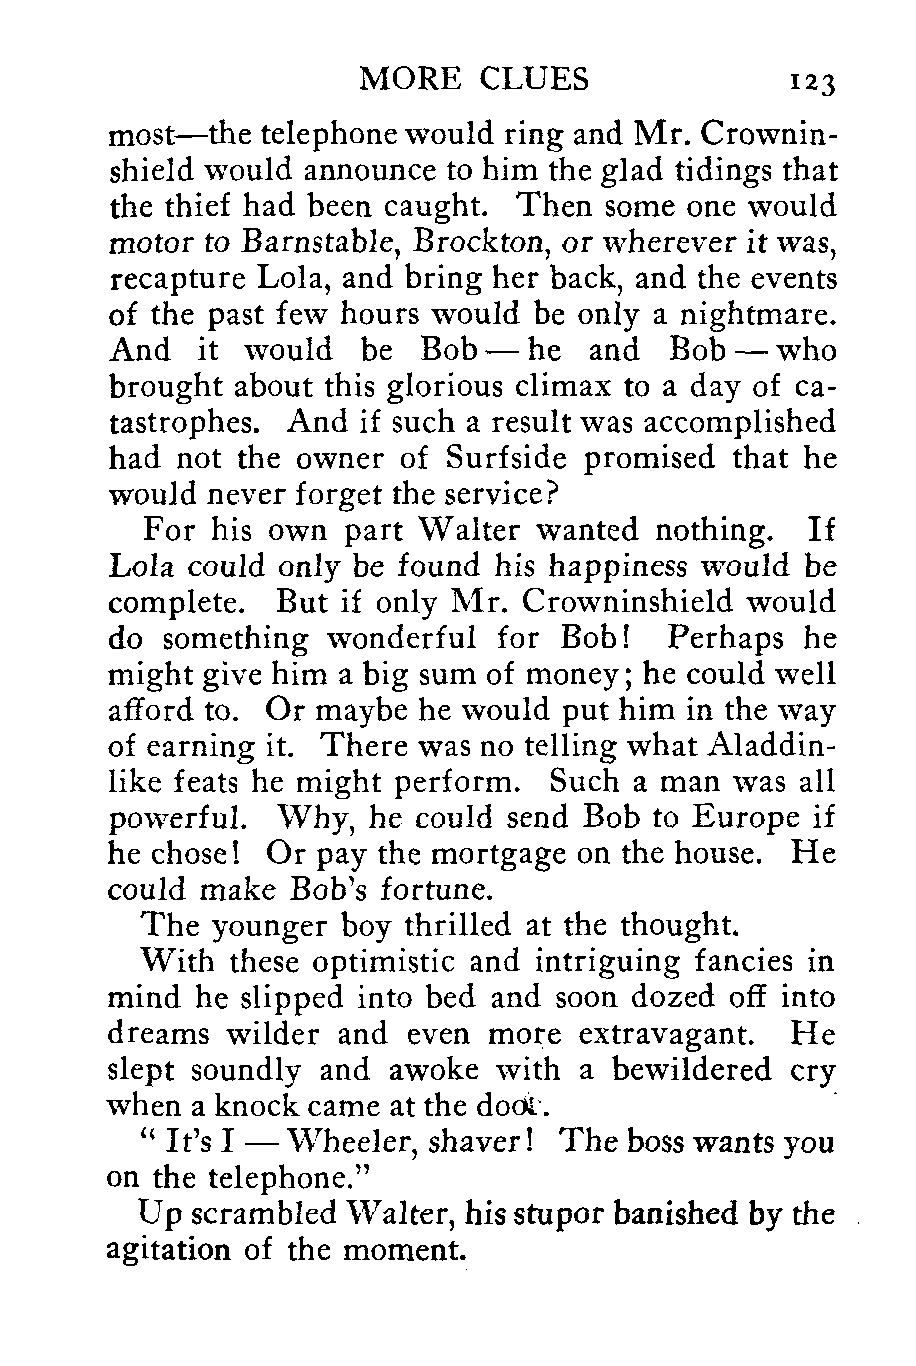 MORE CLUES 123
most—the telephone would ring and Mr. Crownin-
shield would announce to him the glad tidings that
the thief had been caught. Then some one would
motor to Barnstable, Brockton, or wherever it was,
recapture Lola, and bring her back, and the events
of the past few hours would be only a nightmare.
And it would be Bob — he and Bob — who
brought about this glorious climax to a day of ca-
tastrophes. And if such a result was accomplished
had not the owner of Surfside promised that he
would never forget the service?
For his own part Walter wanted nothing. If
Lola could only be found his happiness would be
complete. But if only Mr. Crowninshield would
do something wonderful for Bob! Perhaps he
might give him a big sum of money; he could well
afford to. Or maybe he would put him in the way
of earning it. There was no telling what Aladdin-
like feats he might perform. Such a man was all
powerful. Why, he could send Bob to Europe if
he chose! Or pay the mortgage on the house. He
could make Bob's fortune.
The younger boy thrilled at the thought.
With these optimistic and intriguing fancies in
mind he slipped into bed and soon dozed off into
dreams wilder and even more extravagant. He
slept soundly and awoke with a bewildered cry
when a knock came at the door.
" It's I — Wheeler, shaver! The boss wants you
on the telephone."
Up scrambled Walter, his stupor banished by the
agitation of the moment.